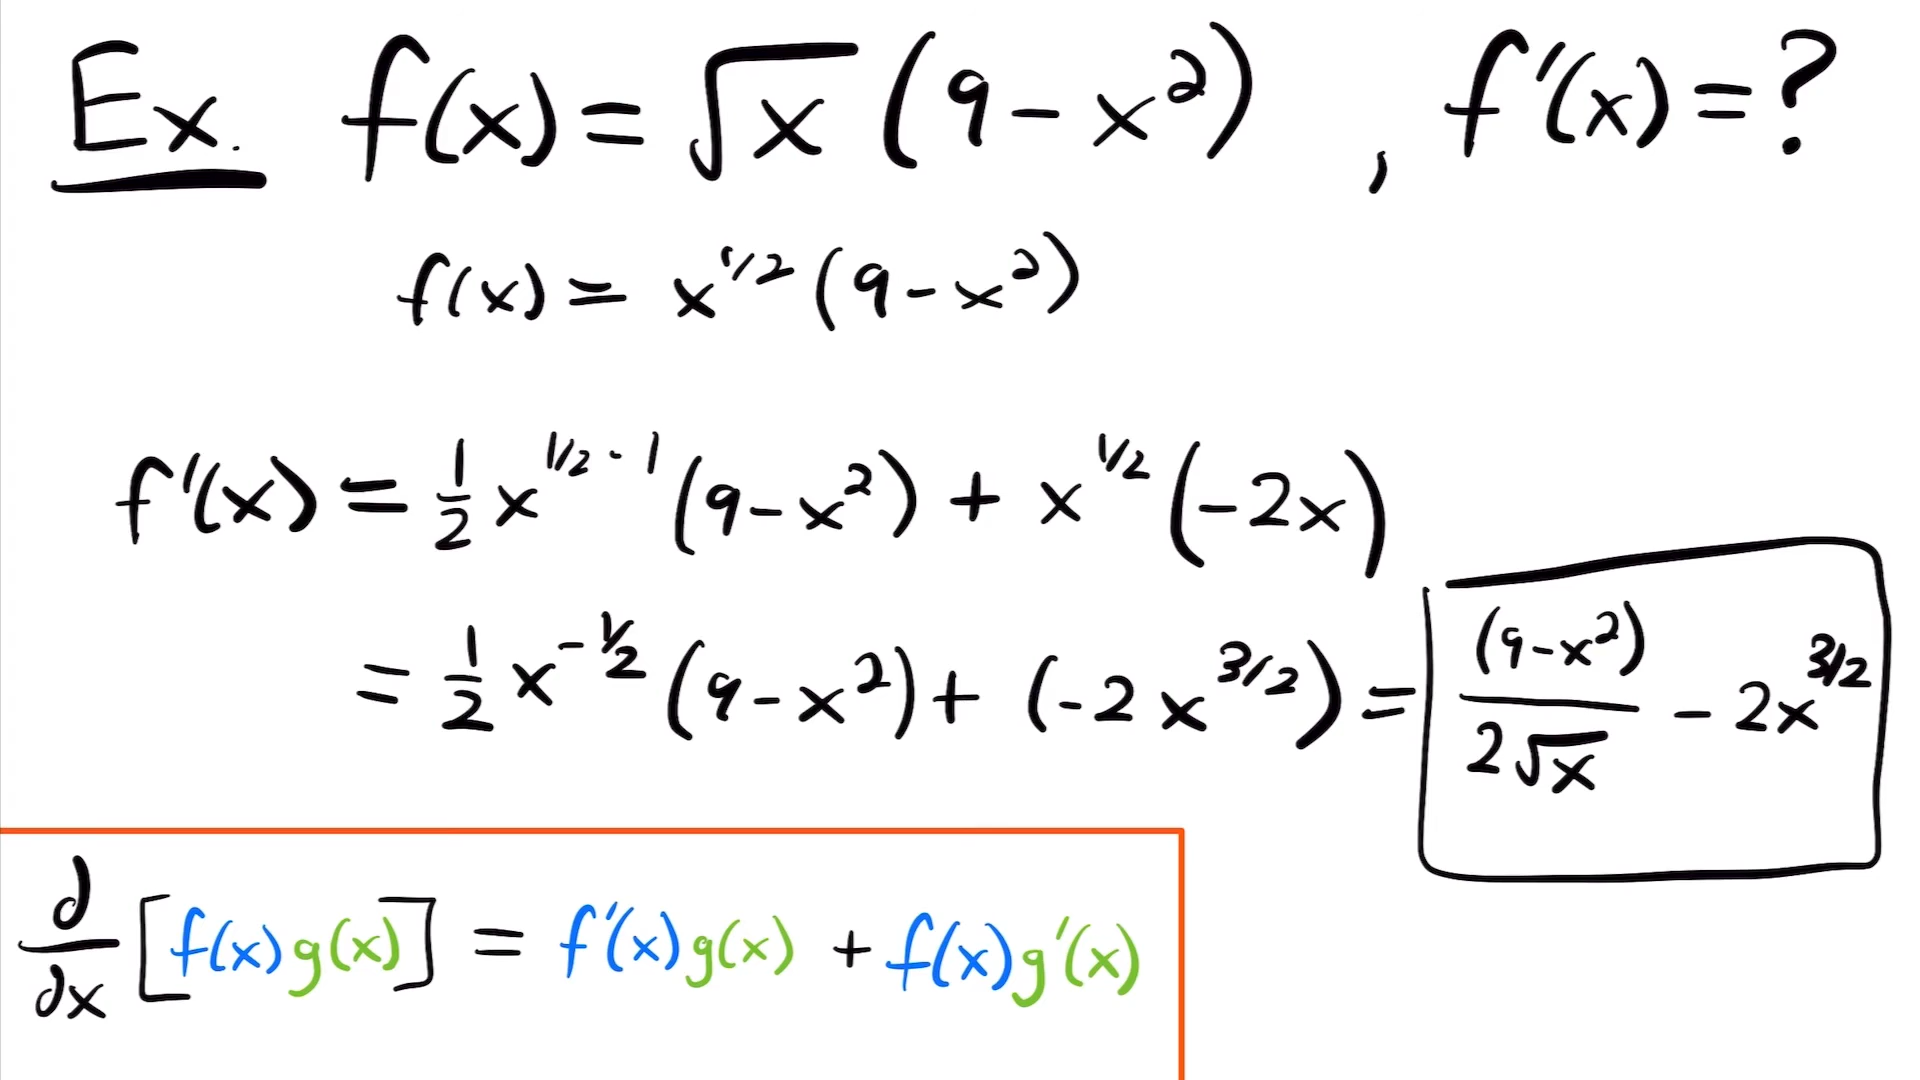 Ex. f(x) = √x (9 - x²) , f'(x) = ?
f(x) = x^(1/2) (9 - x²)
f'(x) = 1/2 x^(1/2 - 1) (9 - x²) + x^(1/2) (-2x)
= 1/2 x^(-1/2) (9 - x²) + (-2 x^(3/2)) = (9 - x²)/(2√x) - 2x^(3/2)
∂/∂x [f(x) g(x)] = f'(x) g(x) + f(x) g'(x)